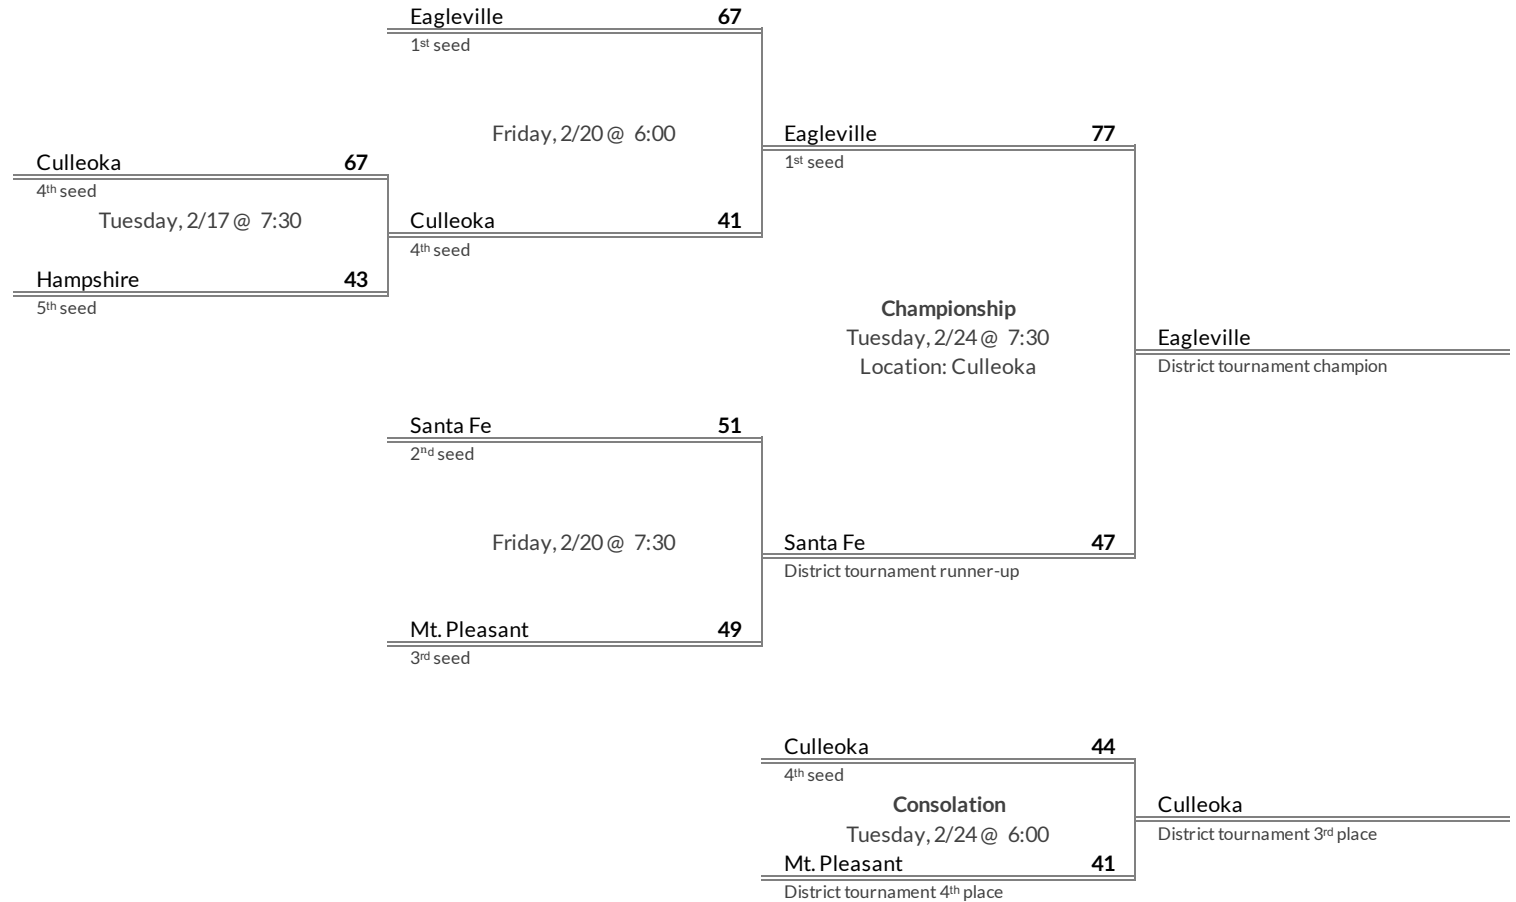 Eagleville 67
1st seed
Friday, 2/20 @ 6:00
Culleoka 67
4th seed
Tuesday, 2/17 @ 7:30
Hampshire 43
5th seed
Culleoka 41
4th seed
Eagleville 77
1st seed
Championship
Tuesday, 2/24 @ 7:30
Location: Culleoka
Eagleville
District tournament champion
Santa Fe 51
2nd seed
Friday, 2/20 @ 7:30
Mt. Pleasant 49
3rd seed
Santa Fe 47
District tournament runner-up
Culleoka 44
4th seed
Consolation
Tuesday, 2/24 @ 6:00
Mt. Pleasant 41
District tournament 4th place
Culleoka
District tournament 3rd place